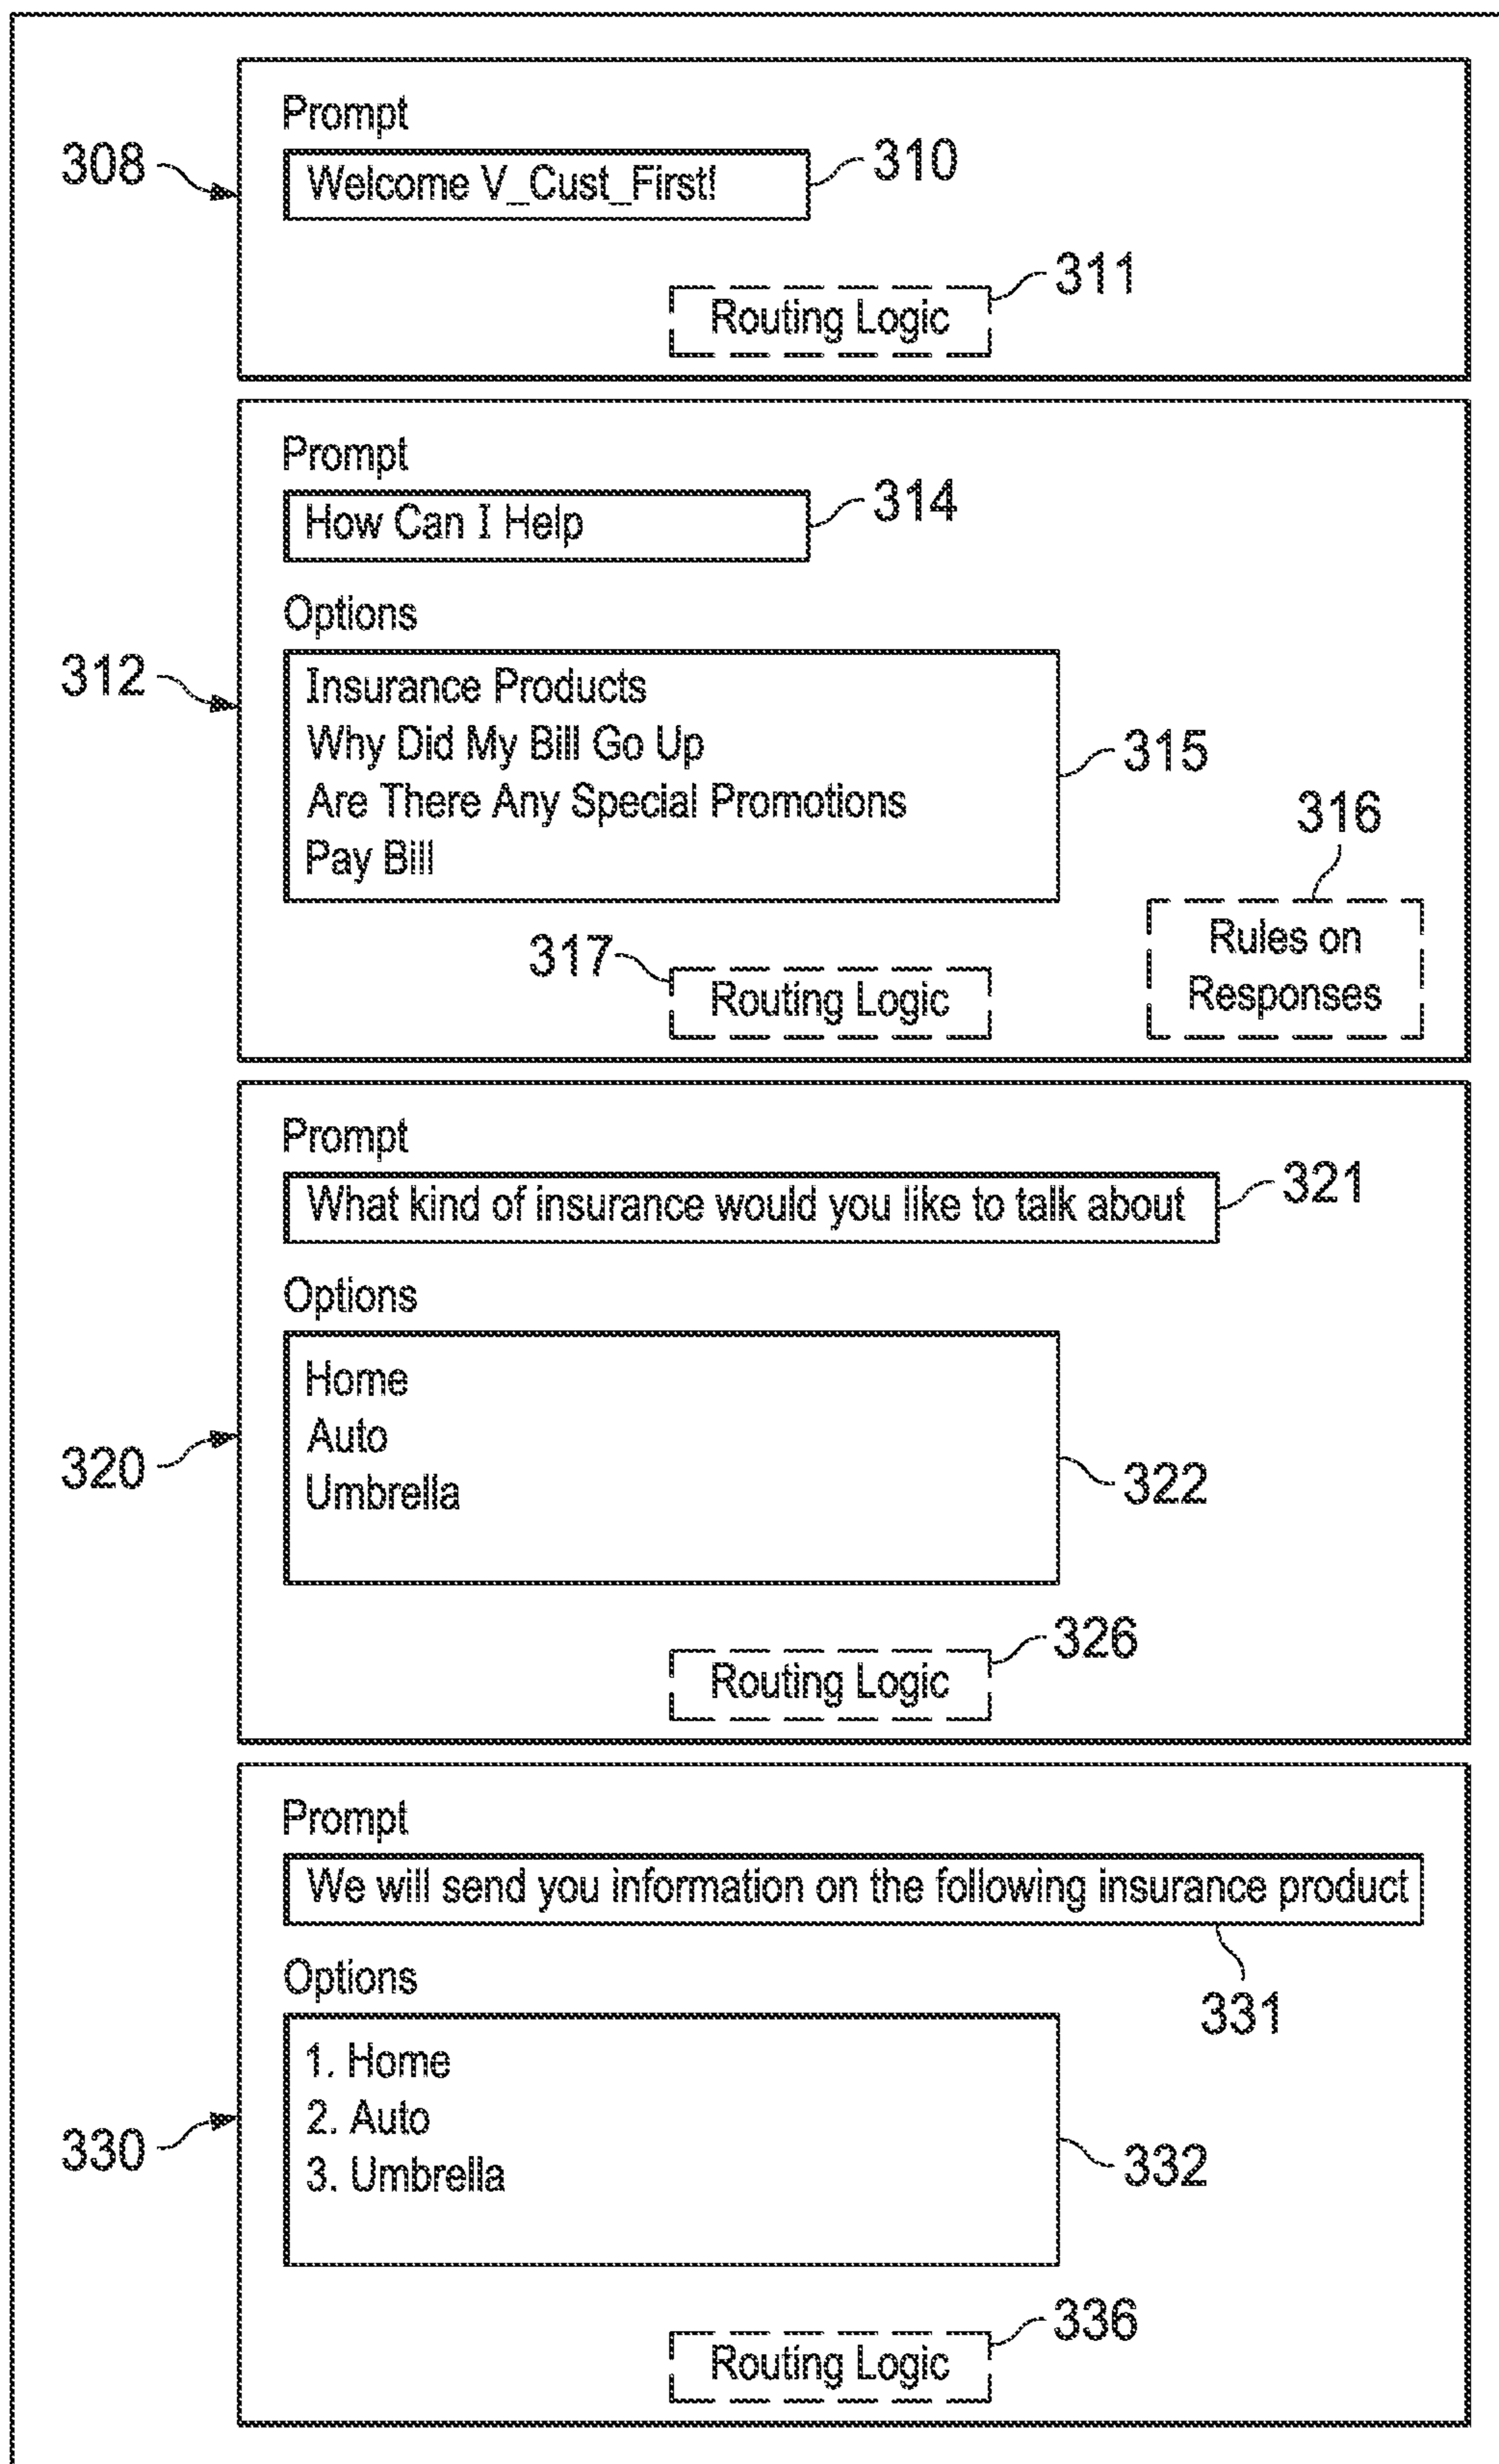 Prompt
308
Welcome V_Cust_First!
310
311
Routing Logic
Prompt
How Can I Help
314
Options
312
Insurance Products
Why Did My Bill Go Up
Are There Any Special Promotions
Pay Bill
315
316
Rules on
Responses
317
Routing Logic
Prompt
What kind of insurance would you like to talk about
321
Options
320
Home
Auto
Umbrella
322
326
Routing Logic
Prompt
We will send you information on the following insurance product
331
Options
330
1. Home
2. Auto
3. Umbrella
332
336
Routing Logic